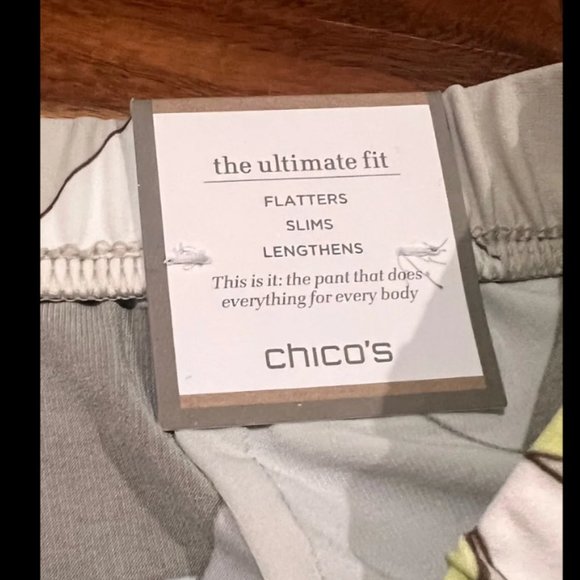 the ultimate fit
FLATTERS
SLIMS
LENGTHENS
This is it: the pant that does
everything for every body
chico's